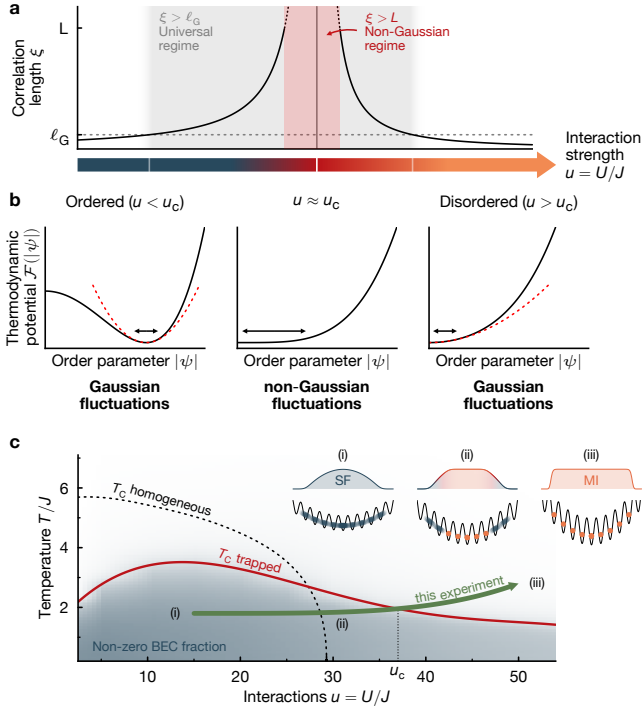 a
L
ξ > ℓG
Universal
regime
ξ > L
Non-Gaussian
regime
Correlation
length ξ
ℓG
Interaction
strength
u = U/J
b
Ordered (u < uc)
u ≈ uc
Disordered (u > uc)
Thermodynamic
potential ℱ(|ψ|)
Order parameter |ψ|
Order parameter |ψ|
Order parameter |ψ|
Gaussian
fluctuations
non-Gaussian
fluctuations
Gaussian
fluctuations
c
(i)
(ii)
(iii)
SF
MI
TC homogeneous
TC trapped
this experiment
(i)
(ii)
(iii)
Non-zero BEC fraction
Temperature T/J
6
4
2
10
20
30
uc
40
50
Interactions u = U/J